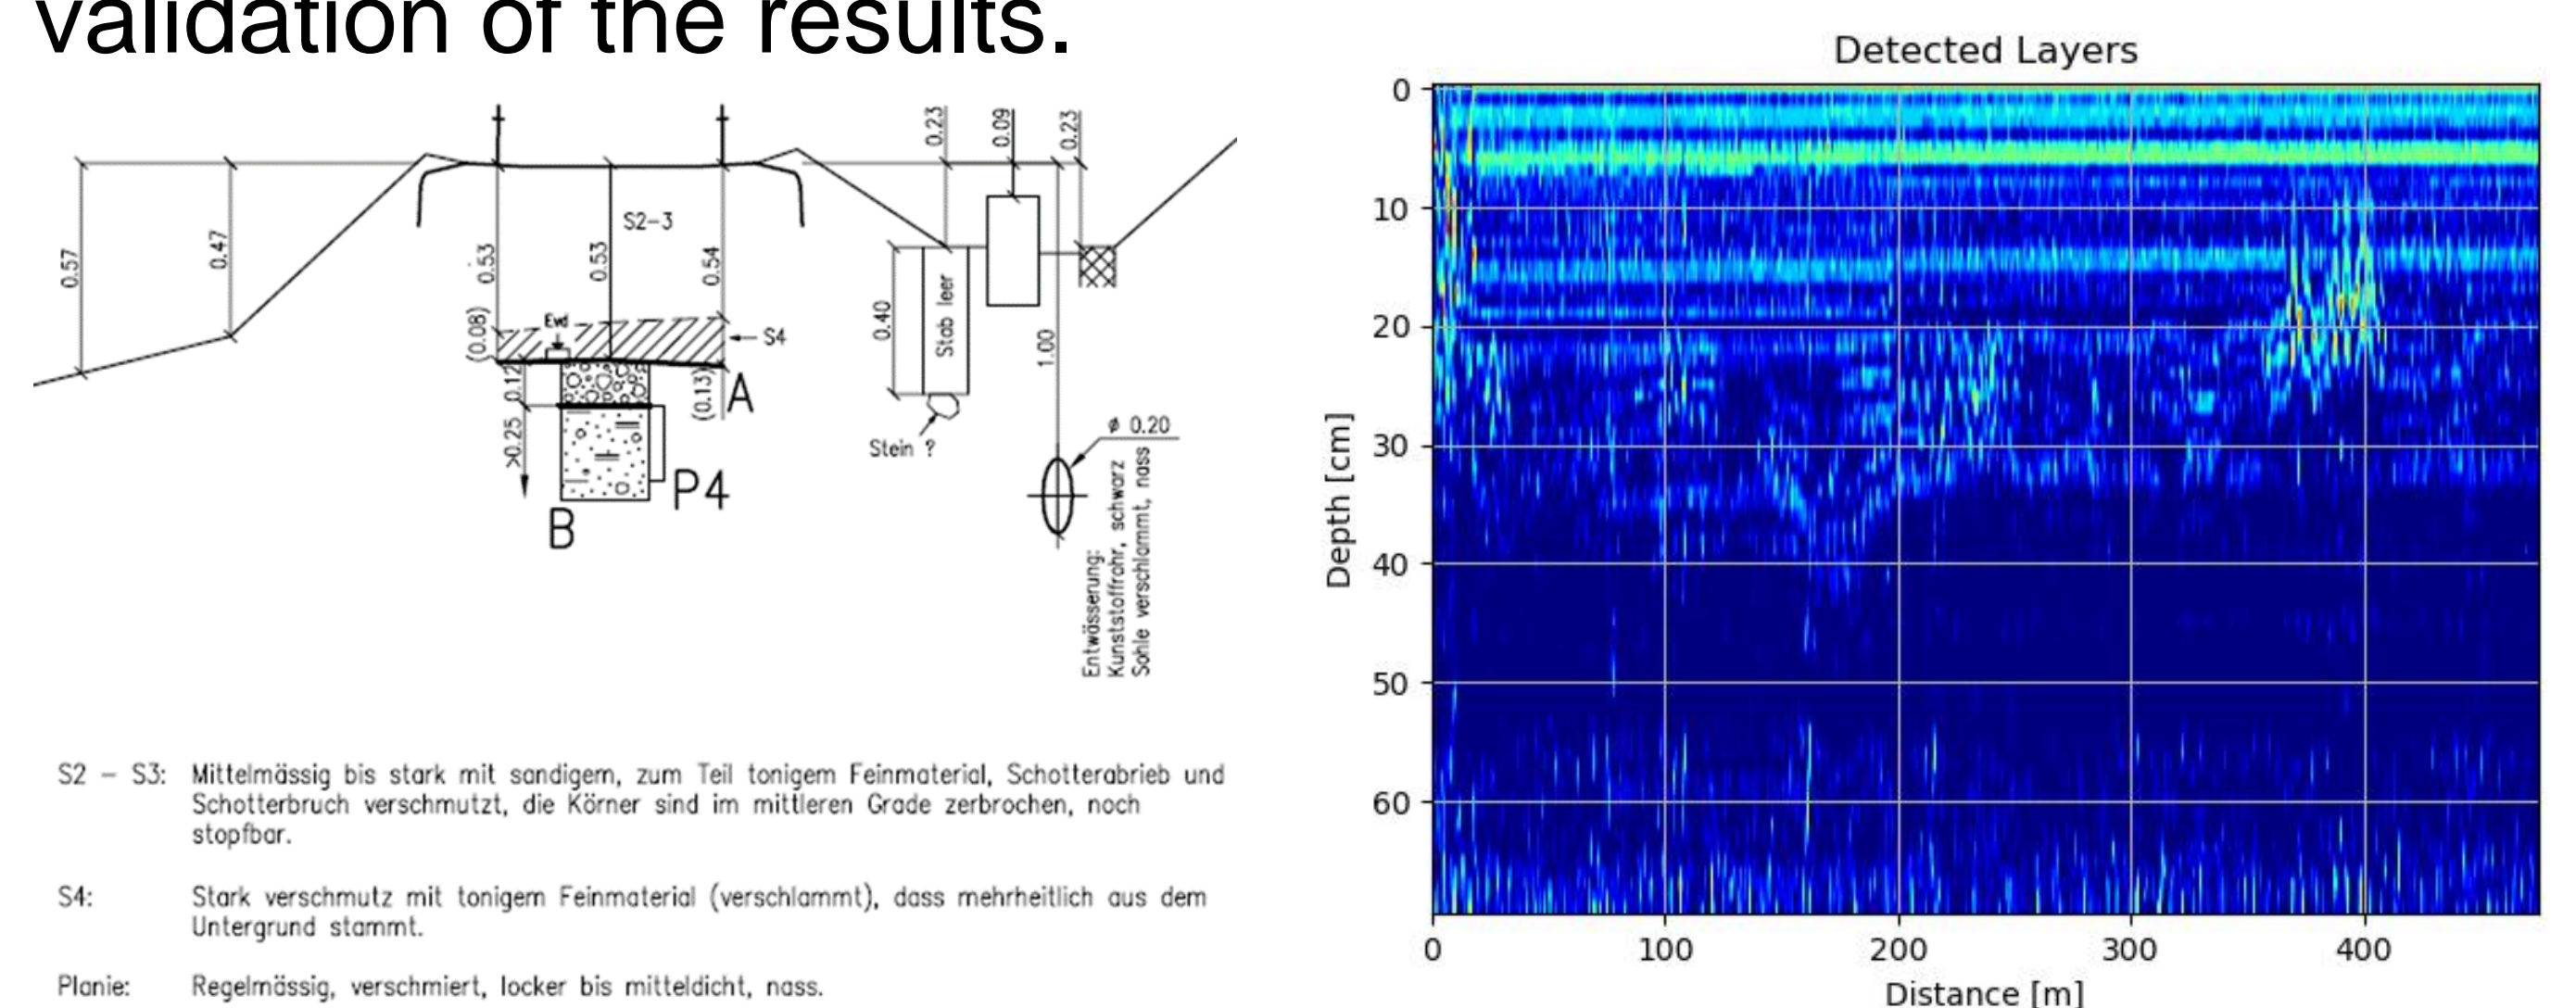 validation of the results.
0.57
0.47
0.53
0.53
0.54
S2-3
(0.08)
Evd
S4
0.12
(0.13)
A
>0.25
P4
B
0.23
0.09
0.23
0.40
Stab leer
1.00
Stein ?
ø 0.20
Entwässerung:
Kunststoffrohr, schwarz
Sohle verschlammt, nass
S2 – S3: Mittelmässig bis stark mit sandigem, zum Teil tonigem Feinmaterial, Schotterabrieb und
Schotterbruch verschmutzt, die Körner sind im mittleren Grade zerbrochen, noch
stopfbar.
S4: Stark verschmutz mit tonigem Feinmaterial (verschlammt), dass mehrheitlich aus dem
Untergrund stammt.
Planie: Regelmässig, verschmiert, locker bis mitteldicht, nass.
Detected Layers
0
10
20
30
40
50
60
Depth [cm]
0 100 200 300 400
Distance [m]